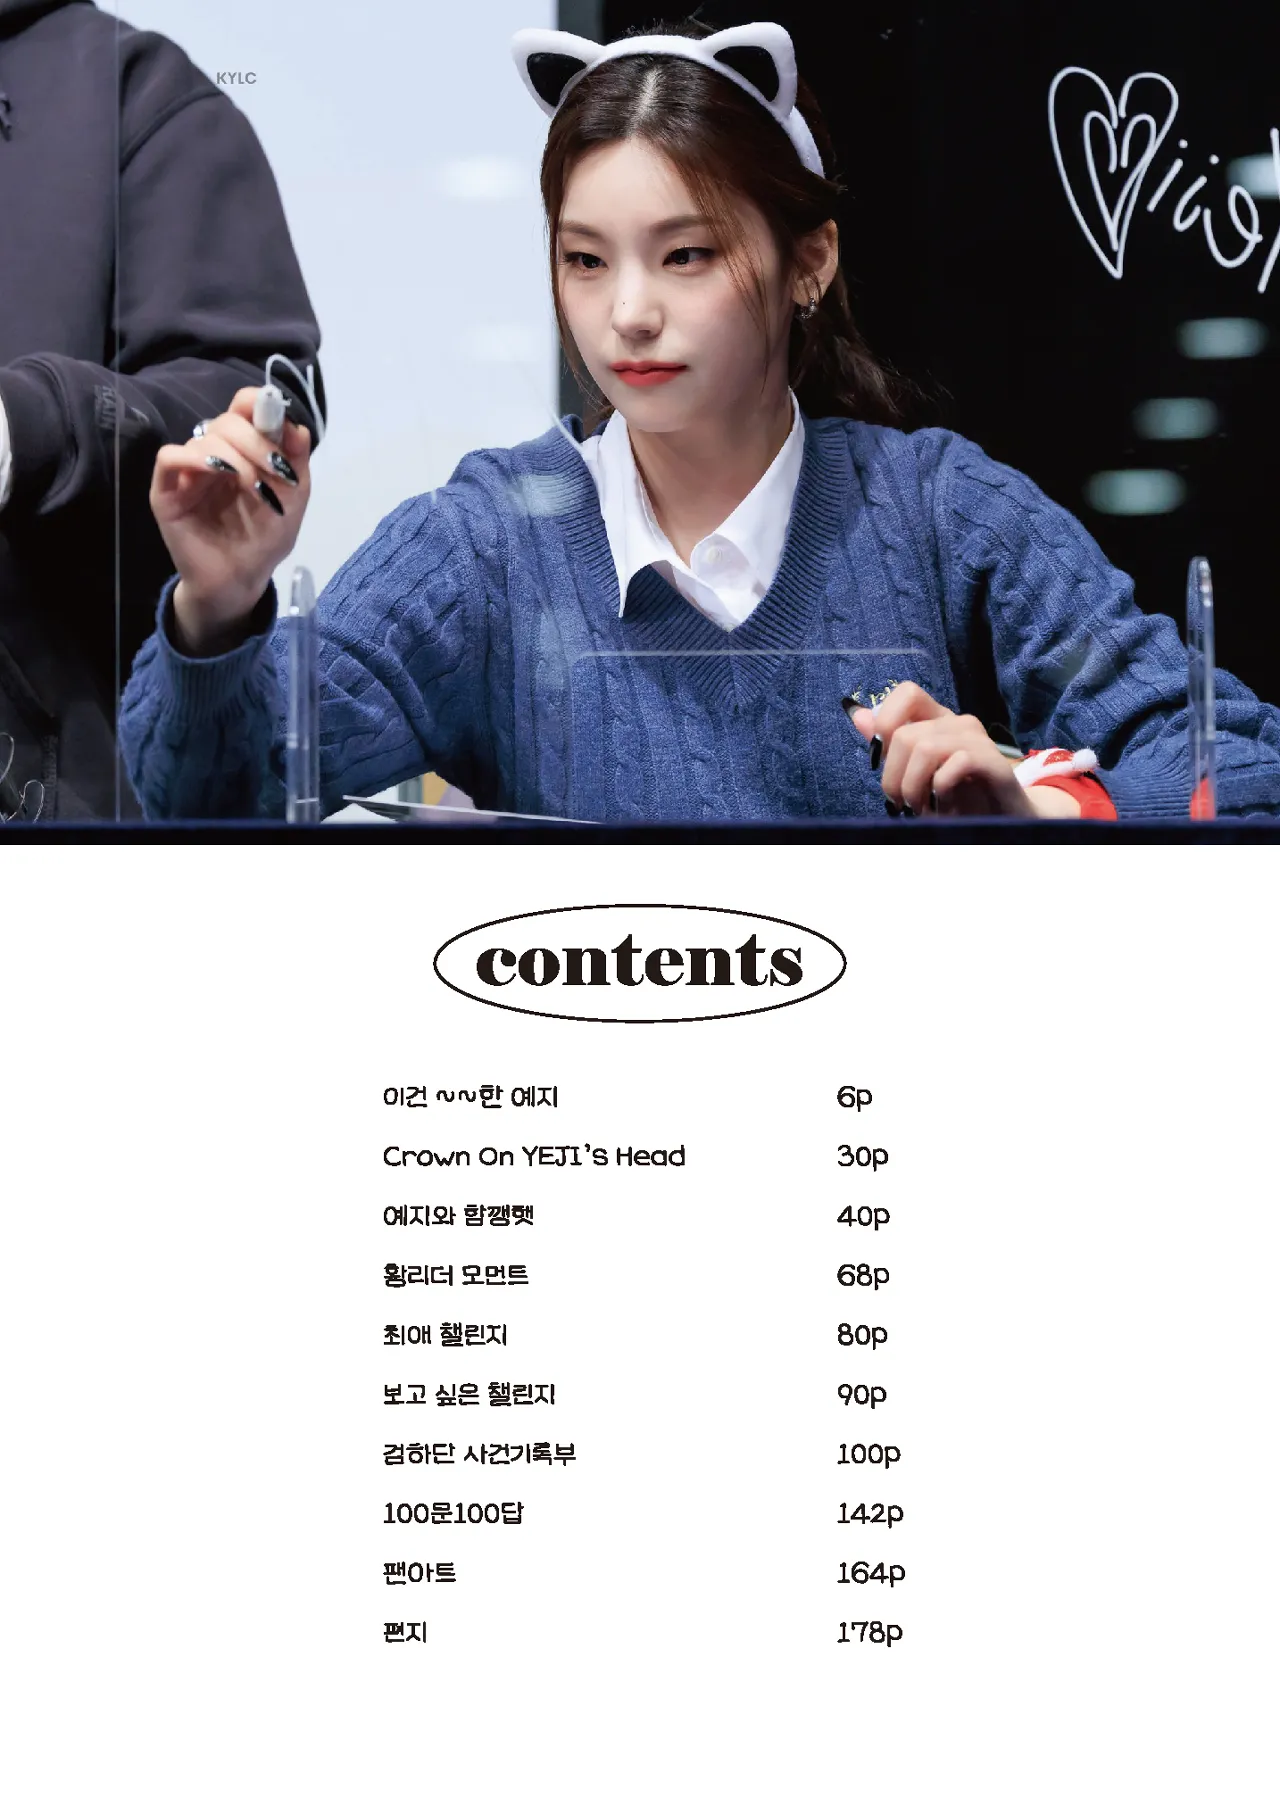 KYLC
contents
이건 ~~한 예지 6p
Crown On YEJI's Head 30p
예지와 함깽햇 40p
황리더 모먼트 68p
최애 챌린지 80p
보고 싶은 챌린지 90p
검하단 사건기록부 100p
100문100답 142p
팬아트 164p
편지 178p